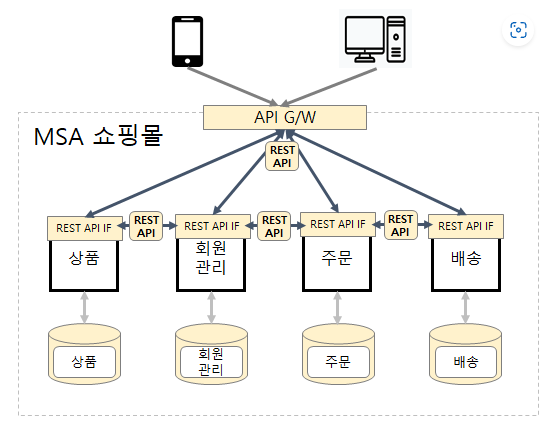 API G/W
MSA 쇼핑몰
REST
API
REST API IF
REST
API
REST API IF
REST
API
REST API IF
REST
API
REST API IF
상품
회원
관리
주문
배송
상품
회원
관리
주문
배송